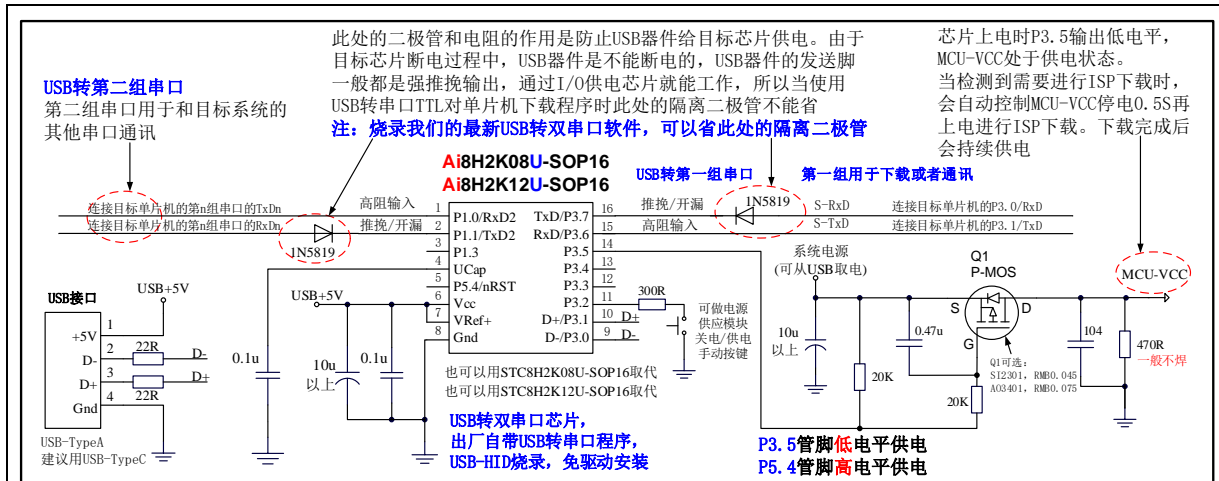 此处的二极管和电阻的作用是防止USB器件给目标芯片供电。由于
目标芯片断电过程中，USB器件是不能断电的，USB器件的发送脚
一般都是强推挽输出，通过I/O供电芯片就能工作，所以当使用
USB转串口TTL对单片机下载程序时此处的隔离二极管不能省
注：烧录我们的最新USB转双串口软件，可以省此处的隔离二极管
芯片上电时P3.5输出低电平，
MCU-VCC处于供电状态。
当检测到需要进行ISP下载时，
会自动控制MCU-VCC停电0.5S再
上电进行ISP下载。下载完成后
会持续供电
USB转第二组串口
第二组串口用于和目标系统的
其他串口通讯
Ai8H2K08U-SOP16
Ai8H2K12U-SOP16
USB转第一组串口
第一组用于下载或者通讯
连接目标单片机的第n组串口的TxDn
高阻输入
连接目标单片机的第n组串口的RxDn
推挽/开漏
1N5819
1 P1.0/RxD2
2 P1.1/TxD2
3 P1.3
4 UCap
5 P5.4/nRST
6 Vcc
7 VRef+
8 Gnd
TxD/P3.7 16
RxD/P3.6 15
P3.5 14
P3.4 13
P3.3 12
P3.2 11
D+/P3.1 10 D+
D-/P3.0 9 D-
推挽/开漏
1N5819
S-RxD
连接目标单片机的P3.0/RxD
高阻输入
S-TxD
连接目标单片机的P3.1/TxD
300R
可做电源
供应模块
关电/供电
手动按键
系统电源
(可从USB取电)
Q1
P-MOS
S
D
G
MCU-VCC
10u
以上
0.47u
20K
20K
Q1可选：
SI2301, RMB0.045
AO3401, RMB0.075
104
470R
一般不焊
USB接口
USB+5V
+5V 1
D- 2 22R D-
D+ 3 22R D+
Gnd 4
USB-TypeA
建议用USB-TypeC
0.1u
USB+5V
10u
以上
0.1u
也可以用STC8H2K08U-SOP16取代
也可以用STC8H2K12U-SOP16取代
USB转双串口芯片，
出厂自带USB转串口程序，
USB-HID烧录，免驱动安装
P3.5管脚低电平供电
P5.4管脚高电平供电